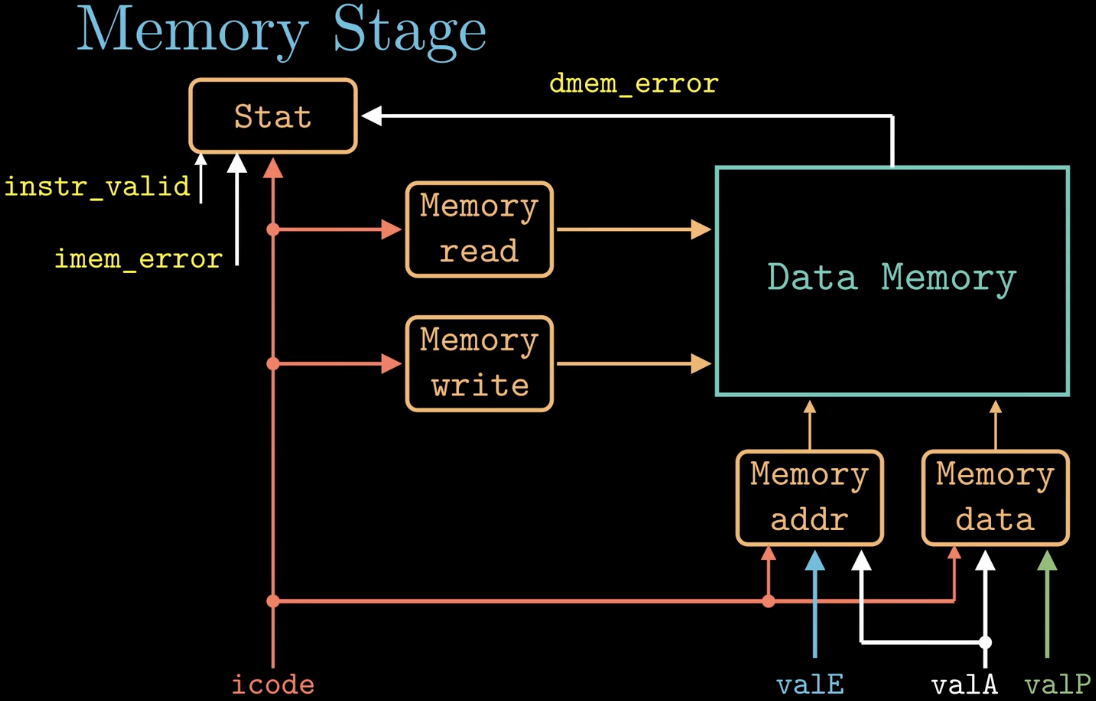 Memory Stage
dmem_error
Stat
instr_valid
Memory
read
imem_error
Data Memory
Memory
write
Memory
addr
Memory
data
icode
valE
valA
valP